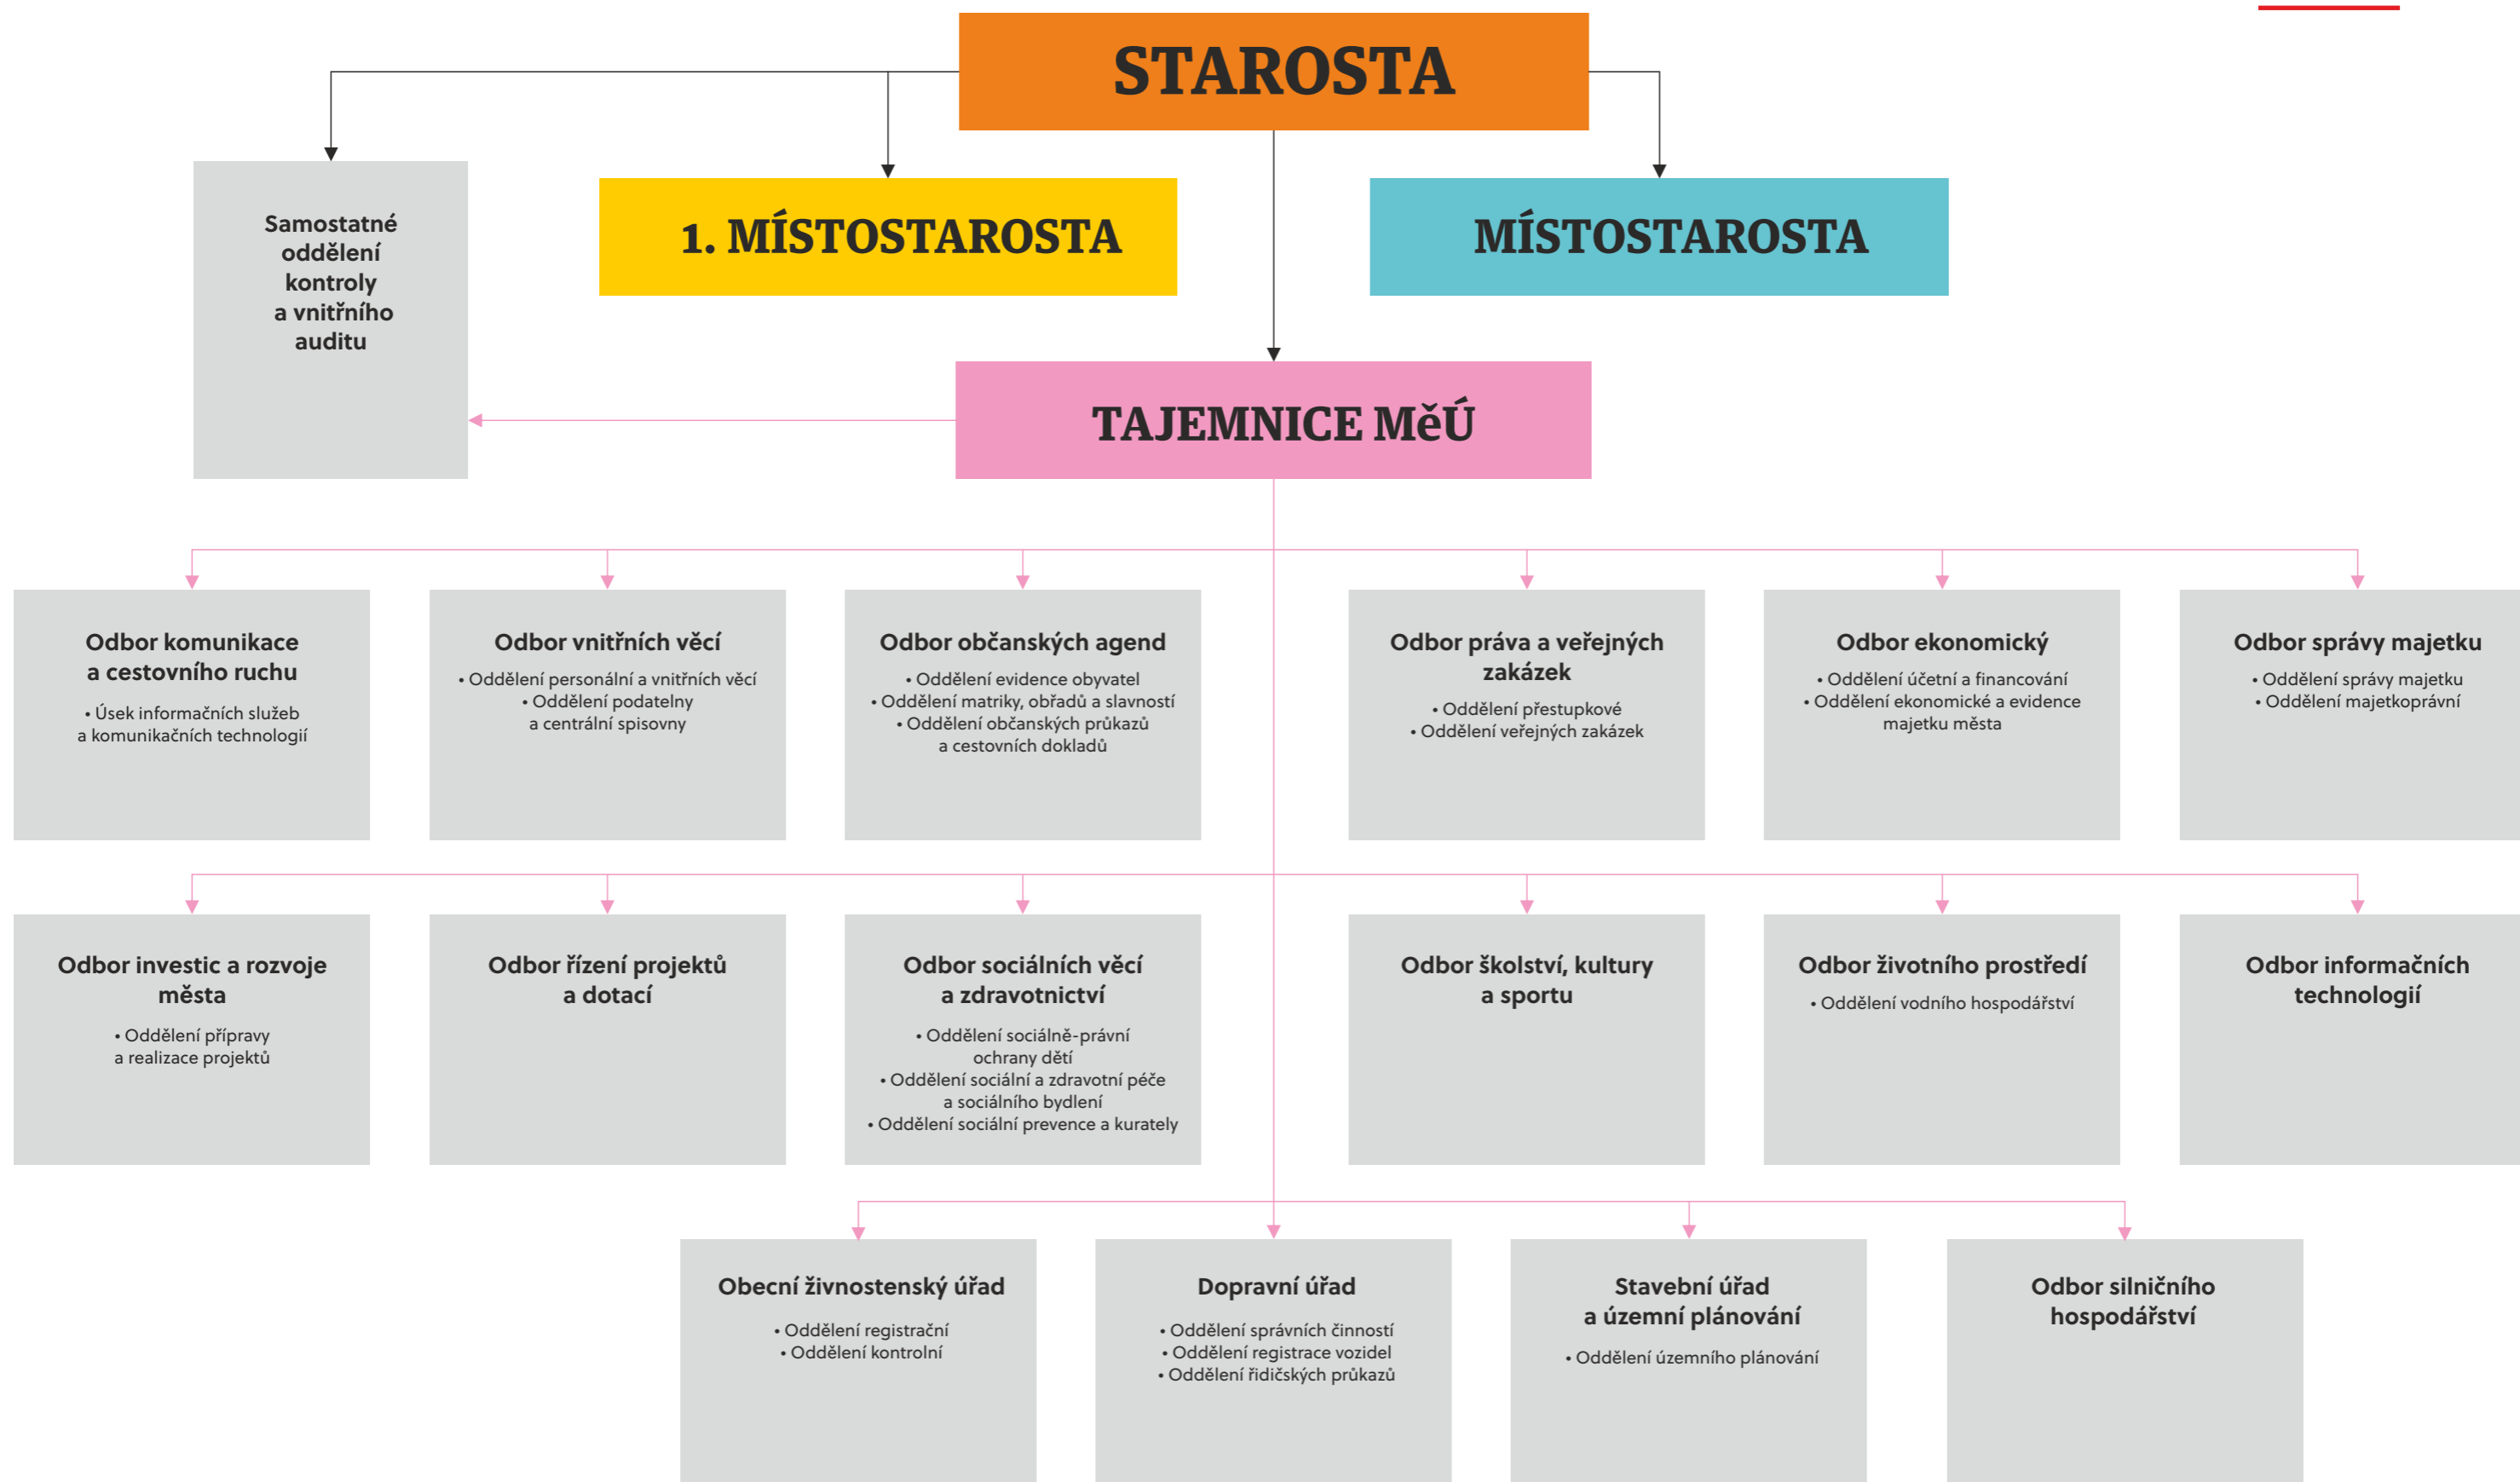 STAROSTA
Samostatné
oddělení
kontroly
a vnitřního
auditu
1. MÍSTOSTAROSTA
MÍSTOSTAROSTA
TAJEMNICE MěÚ
Odbor komunikace
a cestovního ruchu
• Úsek informačních služeb
a komunikačních technologií
Odbor vnitřních věcí
• Oddělení personální a vnitřních věcí
• Oddělení podatelny
a centrální spisovny
Odbor občanských agend
• Oddělení evidence obyvatel
• Oddělení matriky, obřadů a slavností
• Oddělení občanských průkazů
a cestovních dokladů
Odbor práva a veřejných
zakázek
• Oddělení přestupkové
• Oddělení veřejných zakázek
Odbor ekonomický
• Oddělení účetní a financování
• Oddělení ekonomické a evidence
majetku města
Odbor správy majetku
• Oddělení správy majetku
• Oddělení majetkoprávní
Odbor investic a rozvoje
města
• Oddělení přípravy
a realizace projektů
Odbor řízení projektů
a dotací
Odbor sociálních věcí
a zdravotnictví
• Oddělení sociálně-právní
ochrany dětí
• Oddělení sociální a zdravotní péče
a sociálního bydlení
• Oddělení sociální prevence a kurately
Odbor školství, kultury
a sportu
Odbor životního prostředí
• Oddělení vodního hospodářství
Odbor informačních
technologií
Obecní živnostenský úřad
• Oddělení registrační
• Oddělení kontrolní
Dopravní úřad
• Oddělení správních činností
• Oddělení registrace vozidel
• Oddělení řidičských průkazů
Stavební úřad
a územní plánování
• Oddělení územního plánování
Odbor silničního
hospodářství